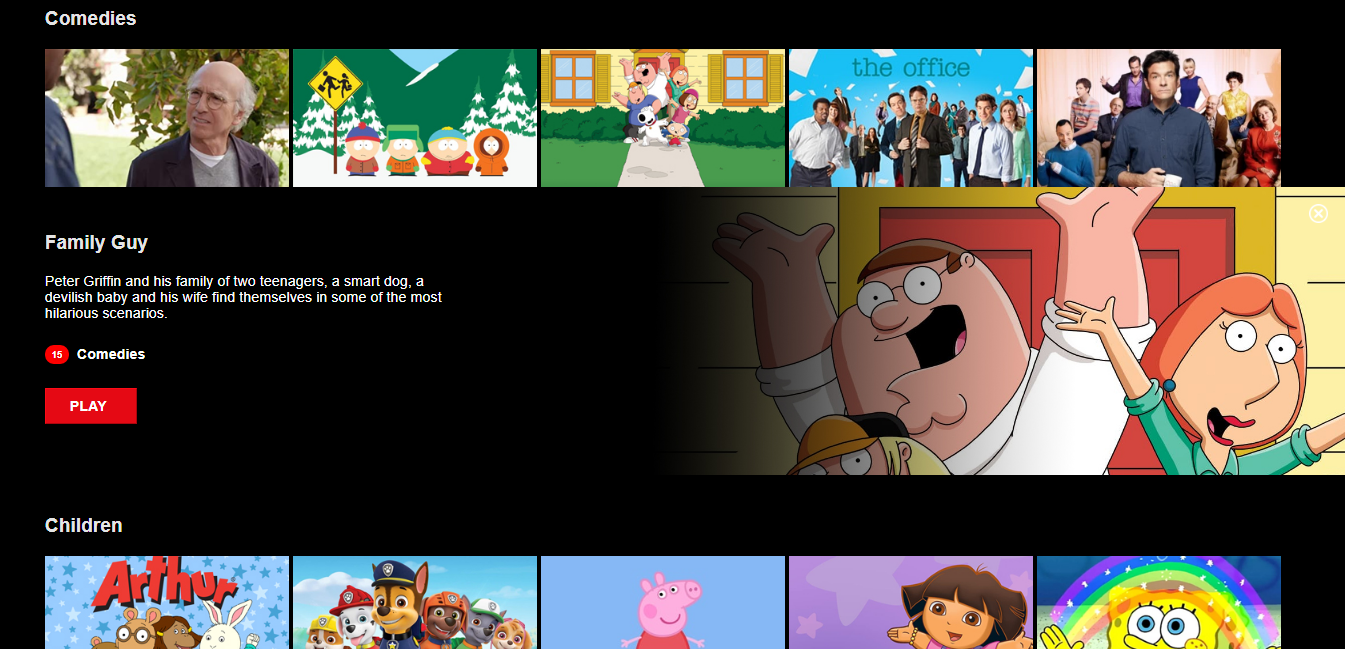 Comedies
the office
Family Guy
Peter Griffin and his family of two teenagers, a smart dog, a
devilish baby and his wife find themselves in some of the most
hilarious scenarios.
15 Comedies
PLAY
Children
Arthur